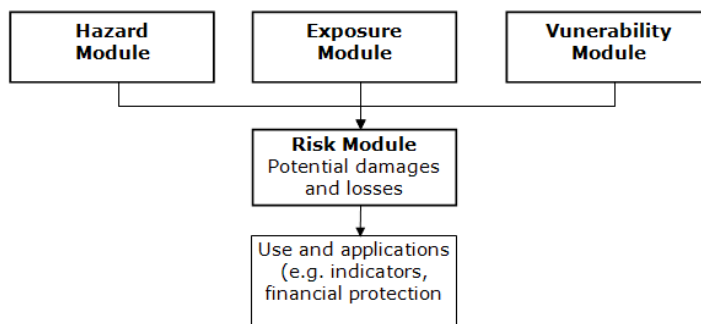 Hazard
Module
Exposure
Module
Vunerability
Module
Risk Module
Potential damages
and losses
Use and applications
(e.g. indicators,
financial protection